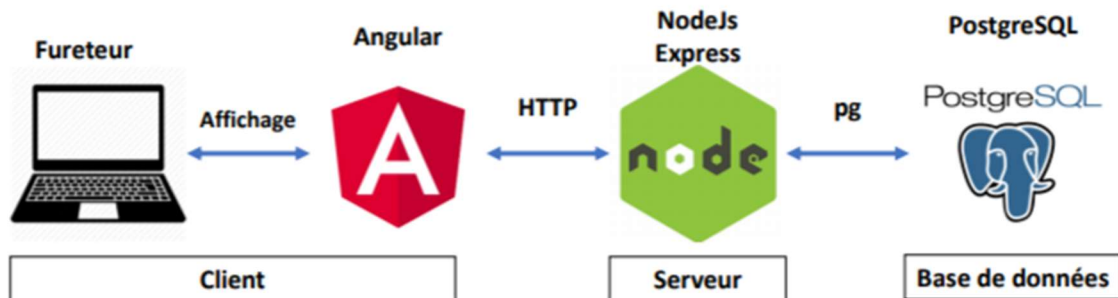 Fureteur
Angular
NodeJs
Express
PostgreSQL
Affichage
HTTP
pg
PostgreSQL
node
Client
Serveur
Base de données